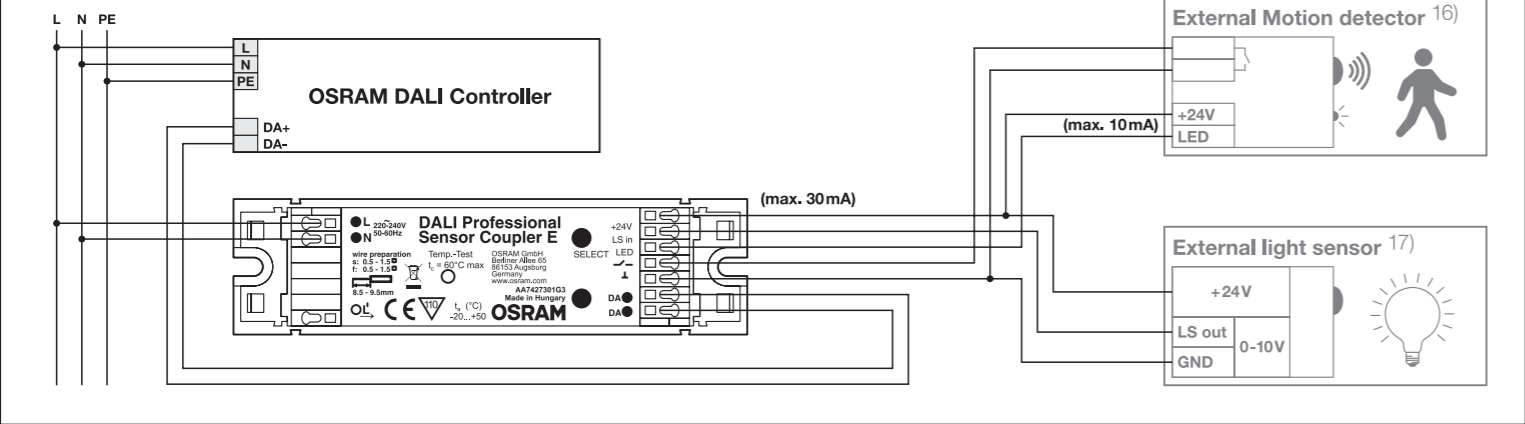 L N PE
L
N
PE
OSRAM DALI Controller
DA+
DA-
External Motion detector 16)
+24V
LED
(max. 10mA)
(max. 30mA)
L 220-240V
N 50-60Hz
DALI Professional
Sensor Coupler E
wire preparation
s: 0.5 - 1.5
f: 0.5 - 1.5
8.5 - 9.5mm
Temp.-Test
tc = 60°C max
OSRAM GmbH
Berliner Allee 65
86153 Augsburg
Germany
www.osram.com
AA7427301G3
Made in Hungary
SELECT
+24V
LS in
LED
DA
DA
CE
110
ta (°C)
-20...+50
OSRAM
External light sensor 17)
+24V
LS out
0-10V
GND